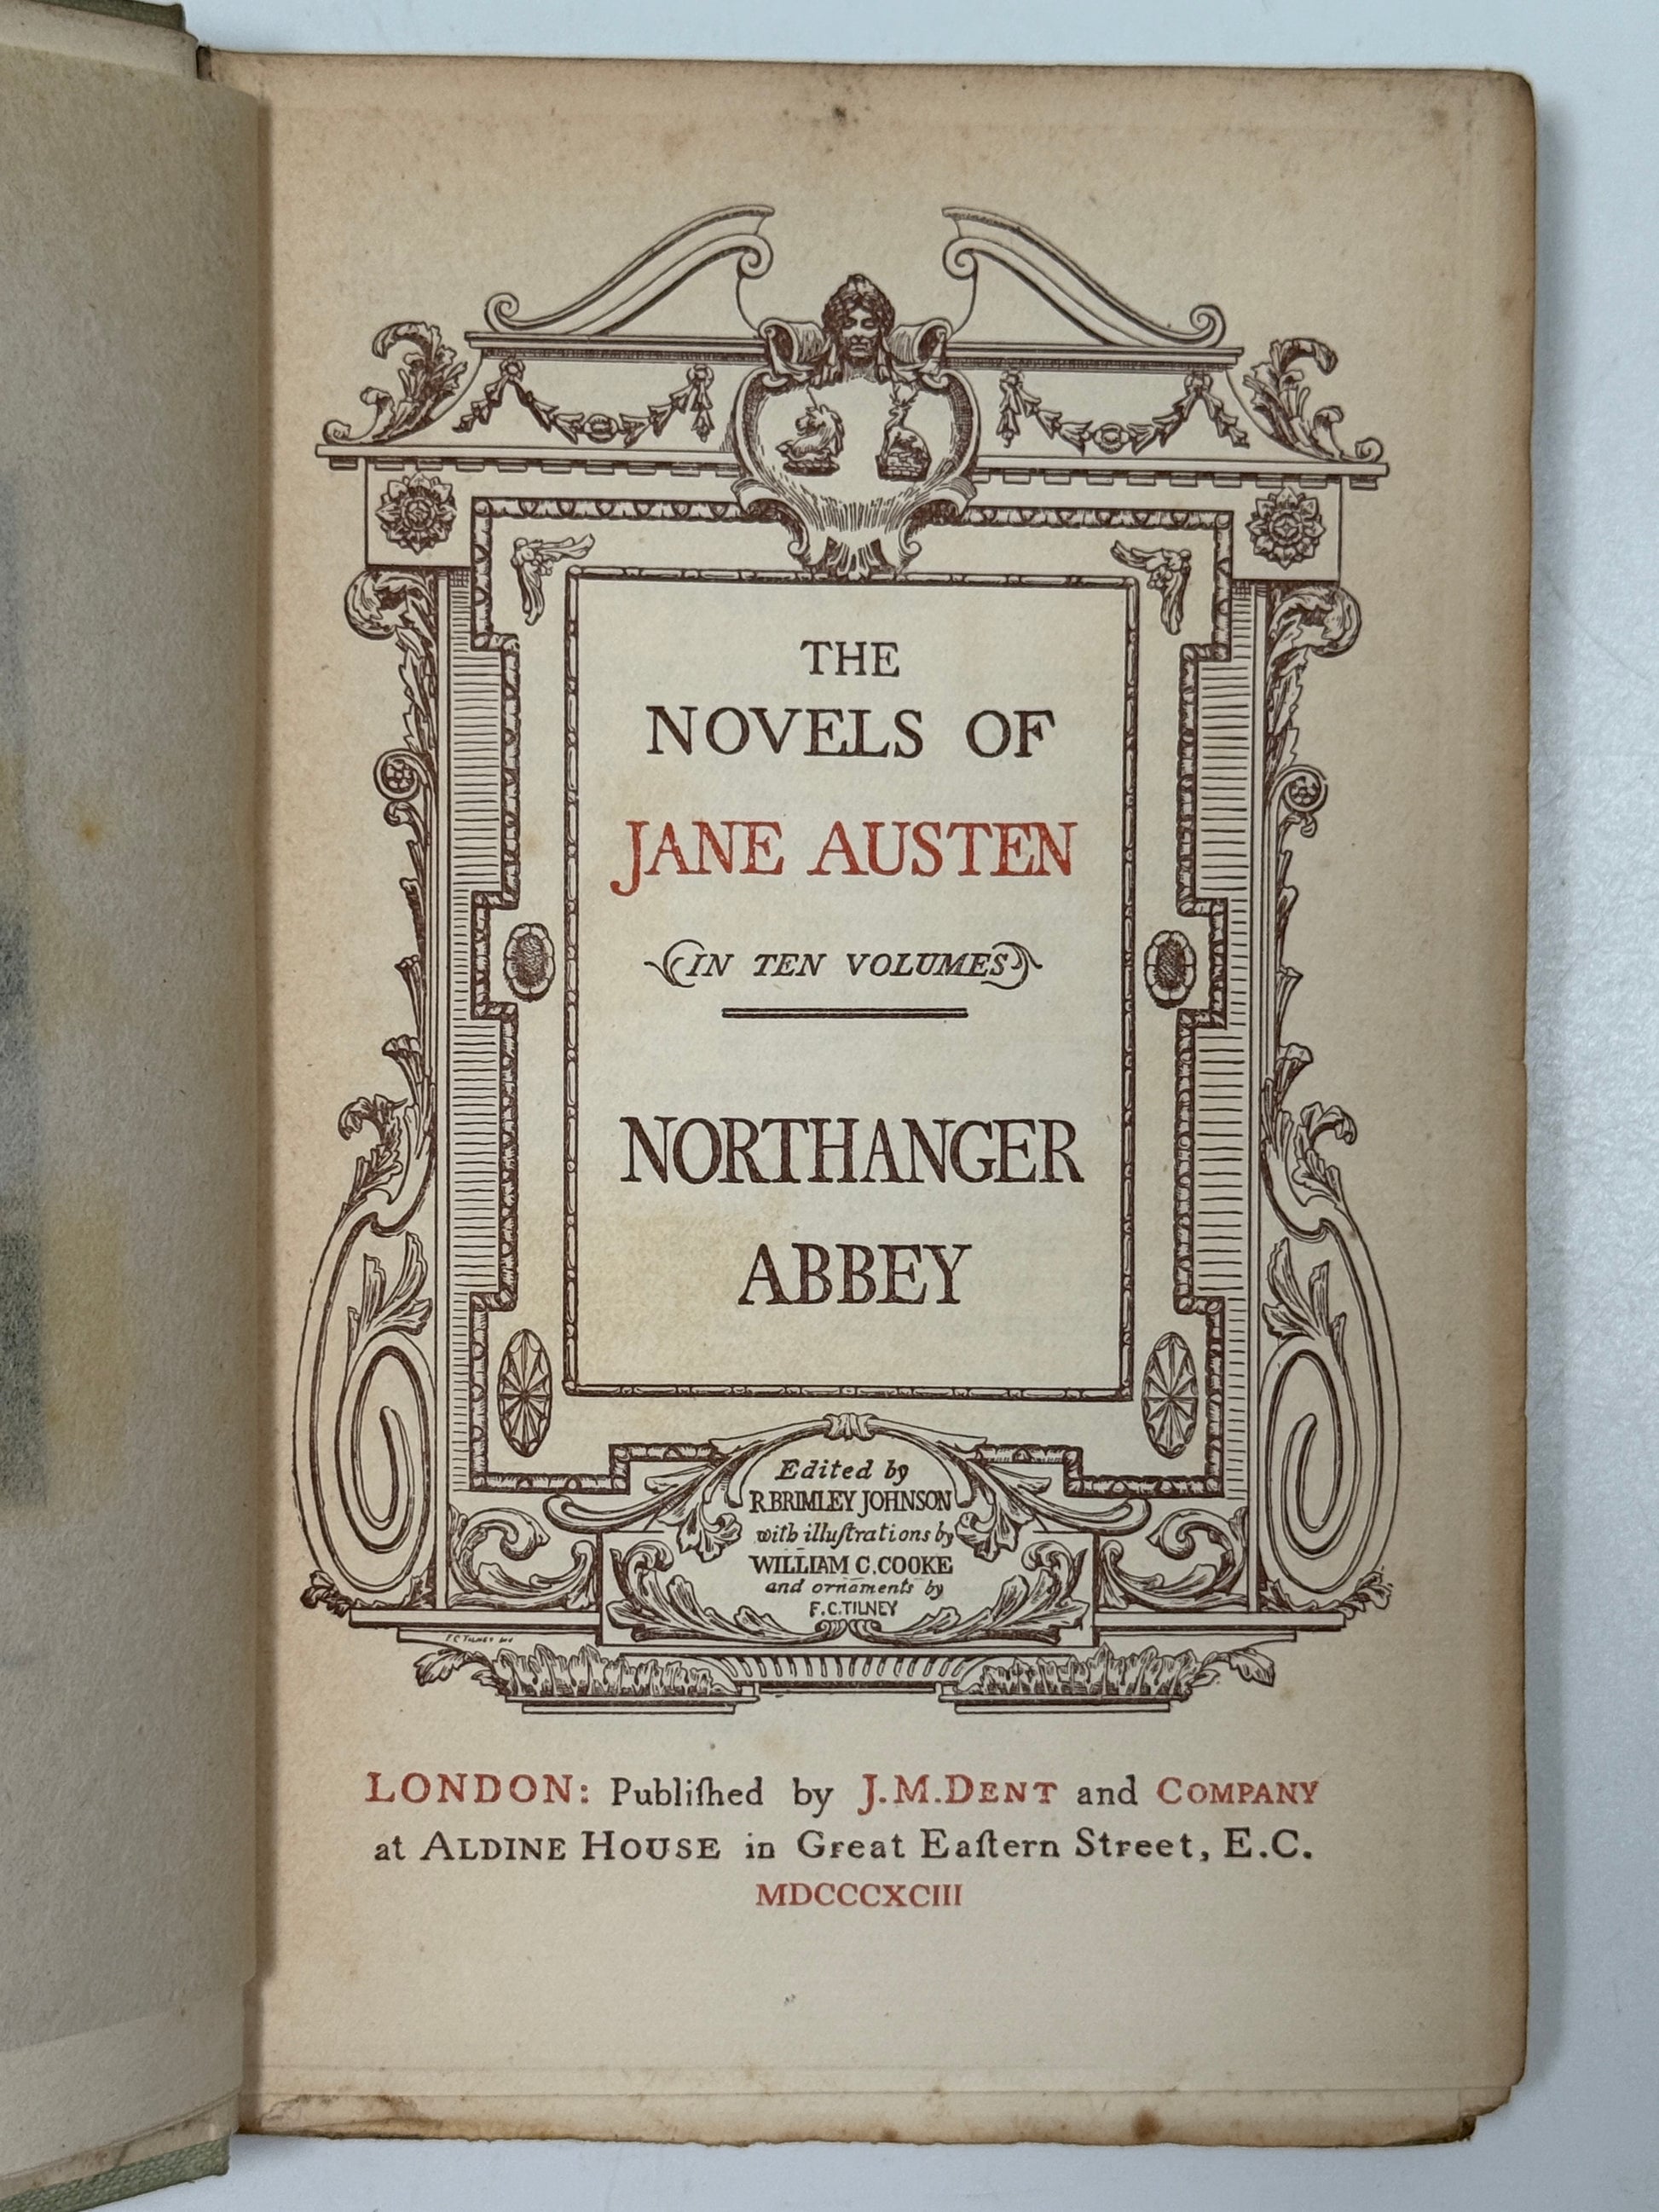 THE
NOVELS OF
JANE AUSTEN
(IN TEN VOLUMES)
NORTHANGER
ABBEY
Edited by
R. BRIMLEY JOHNSON
with illuſtrations by
WILLIAM C. COOKE
and ornaments by
F. C. TILNEY
F C TILNEY
LONDON: Publiſhed by J. M. DENT and COMPANY
at ALDINE HOUSE in Great Eaſtern Street, E.C.
MDCCCXCIII